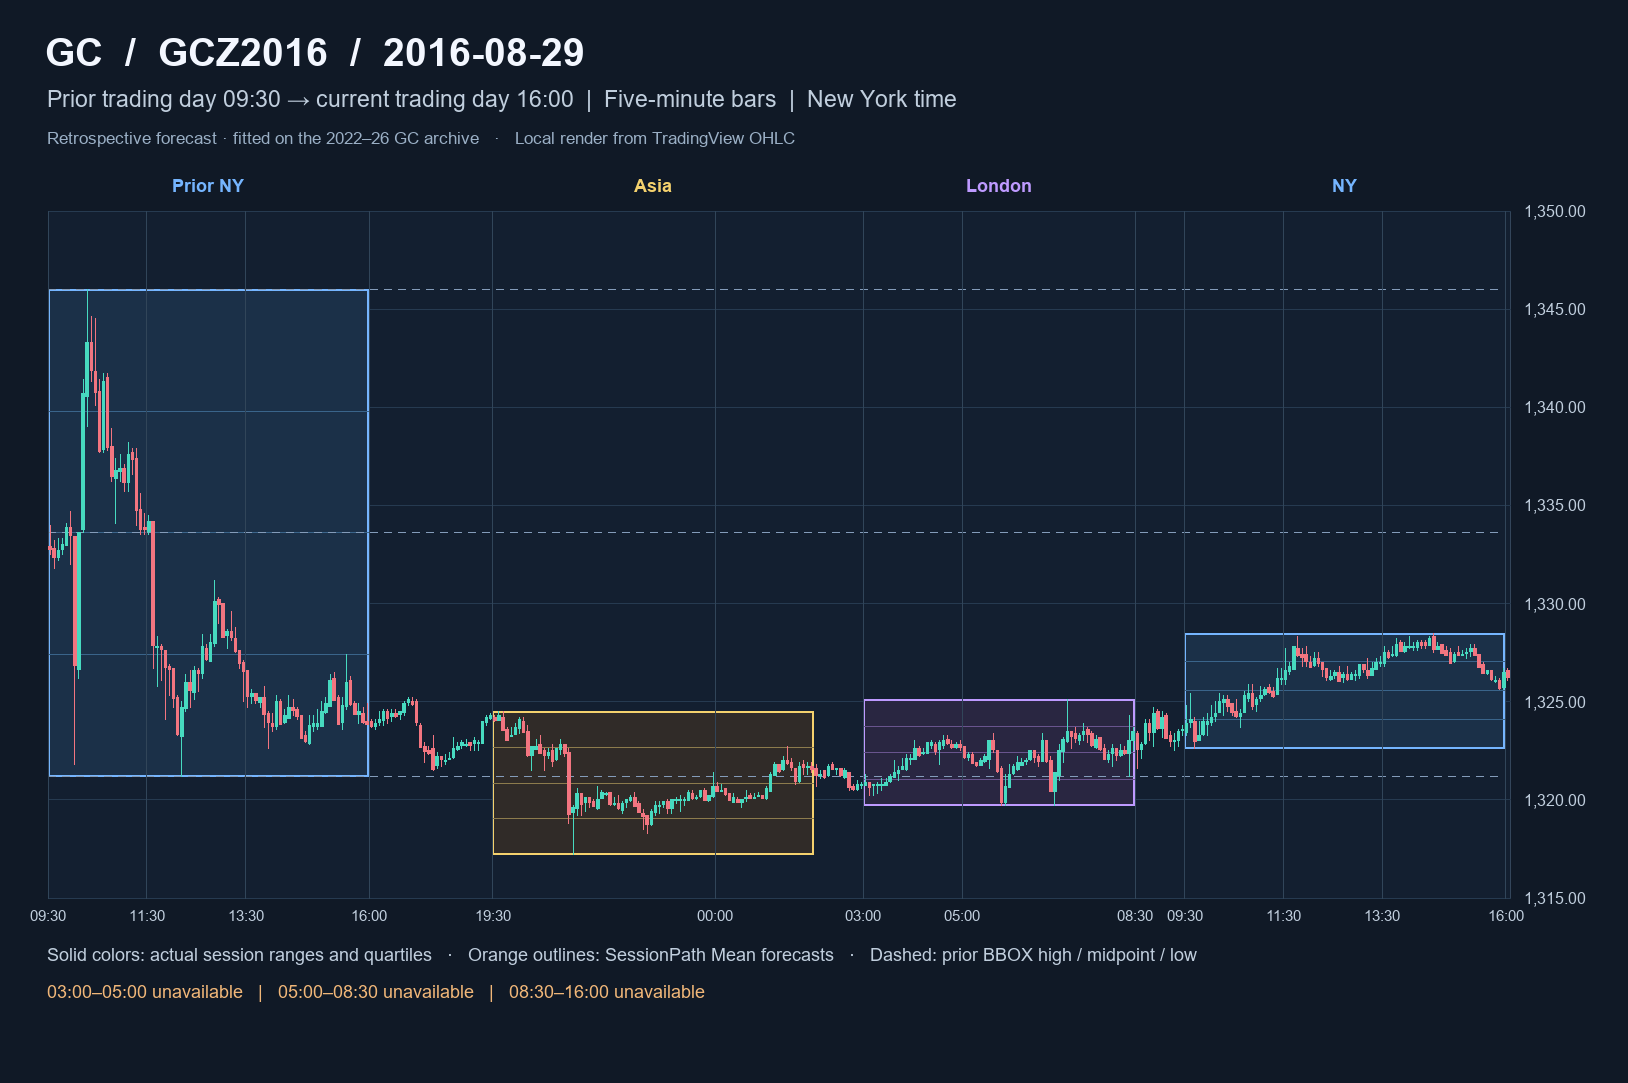 GC / GCZ2016 / 2016-08-29
Prior trading day 09:30 → current trading day 16:00 | Five-minute bars | New York time
Retrospective forecast · fitted on the 2022–26 GC archive · Local render from TradingView OHLC
Prior NY Asia London NY
1,350.00
1,345.00
1,340.00
1,335.00
1,330.00
1,325.00
1,320.00
1,315.00
09:30 11:30 13:30 16:00 19:30 00:00 03:00 05:00 08:30 09:30 11:30 13:30 16:00
Solid colors: actual session ranges and quartiles · Orange outlines: SessionPath Mean forecasts · Dashed: prior BBOX high / midpoint / low
03:00–05:00 unavailable | 05:00–08:30 unavailable | 08:30–16:00 unavailable